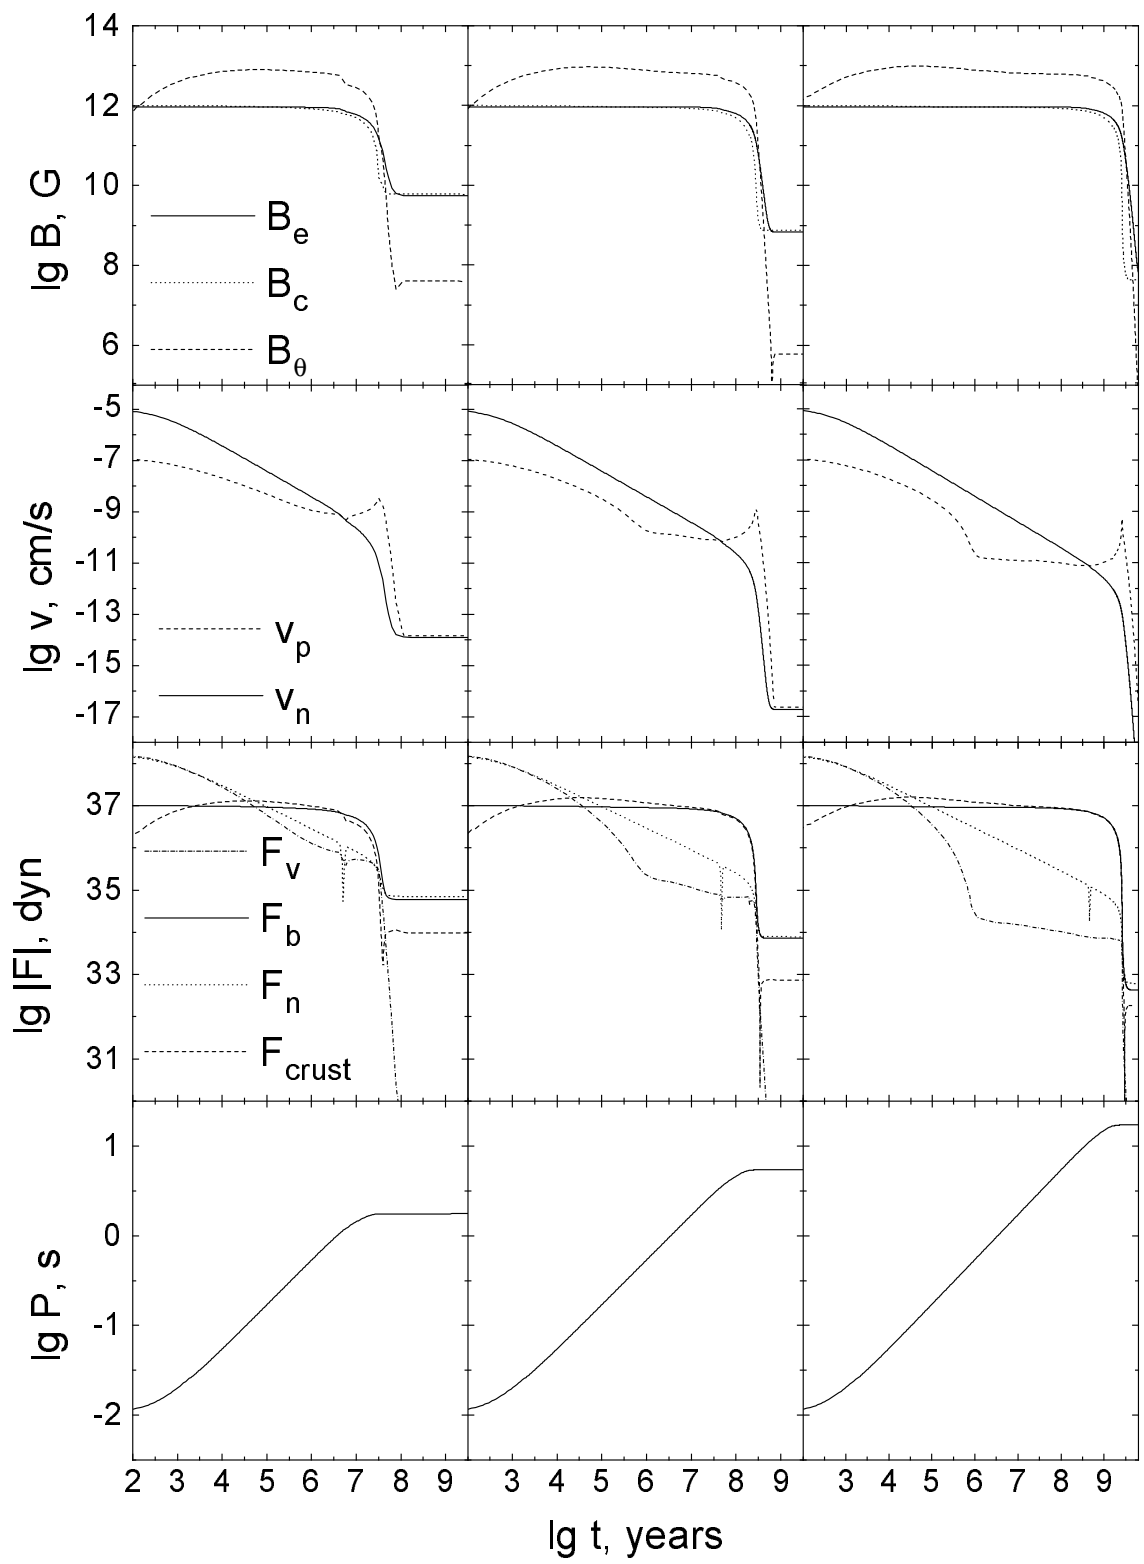 14
12
10
8
6
lg B, G
B_e
B_c
B_θ
-5
-7
-9
-11
-13
-15
-17
lg v, cm/s
v_p
v_n
37
35
33
31
lg |F|, dyn
F_v
F_b
F_n
F_crust
1
0
-1
-2
lg P, s
2 3 4 5 6 7 8 9 3 4 5 6 7 8 9 3 4 5 6 7 8 9
lg t, years